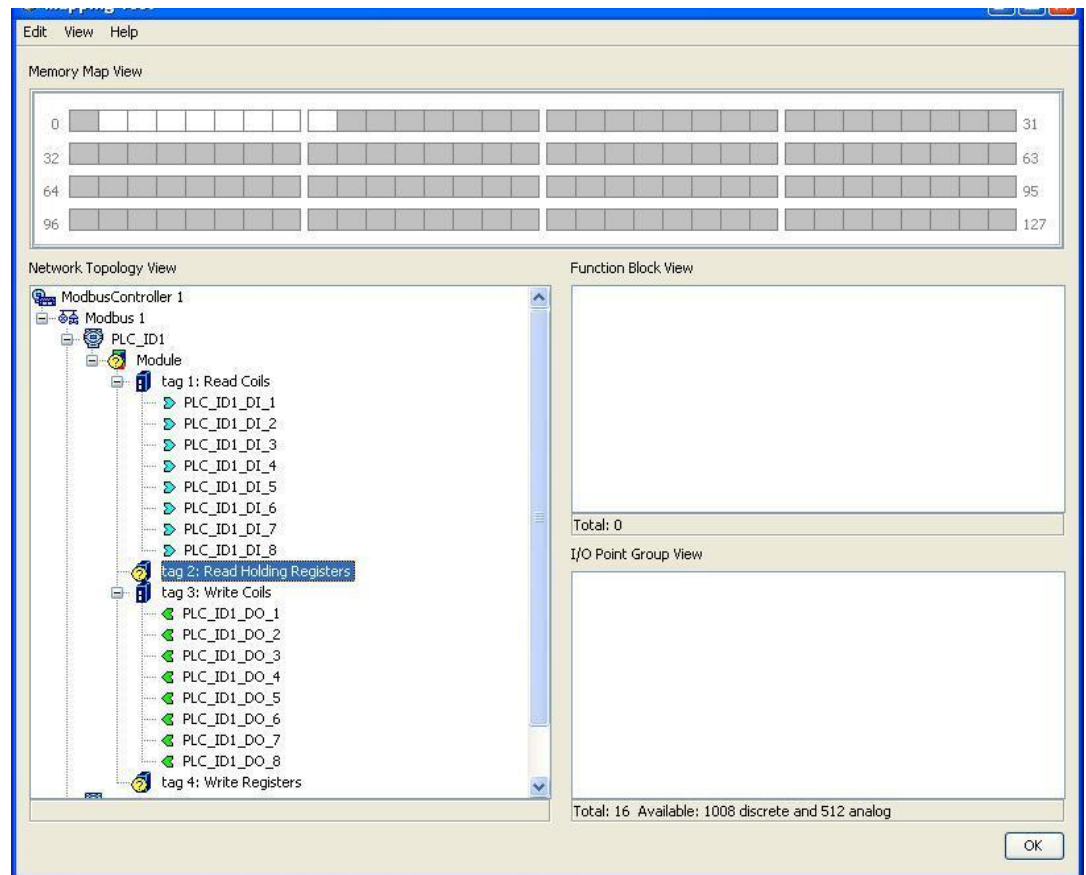 Edit View Help
Memory Map View
0 31
32 63
64 95
96 127
Network Topology View
ModbusController 1
Modbus 1
PLC_ID1
Module
tag 1: Read Coils
PLC_ID1_DI_1
PLC_ID1_DI_2
PLC_ID1_DI_3
PLC_ID1_DI_4
PLC_ID1_DI_5
PLC_ID1_DI_6
PLC_ID1_DI_7
PLC_ID1_DI_8
tag 2: Read Holding Registers
tag 3: Write Coils
PLC_ID1_DO_1
PLC_ID1_DO_2
PLC_ID1_DO_3
PLC_ID1_DO_4
PLC_ID1_DO_5
PLC_ID1_DO_6
PLC_ID1_DO_7
PLC_ID1_DO_8
tag 4: Write Registers
Function Block View
Total: 0
I/O Point Group View
Total: 16 Available: 1008 discrete and 512 analog
OK